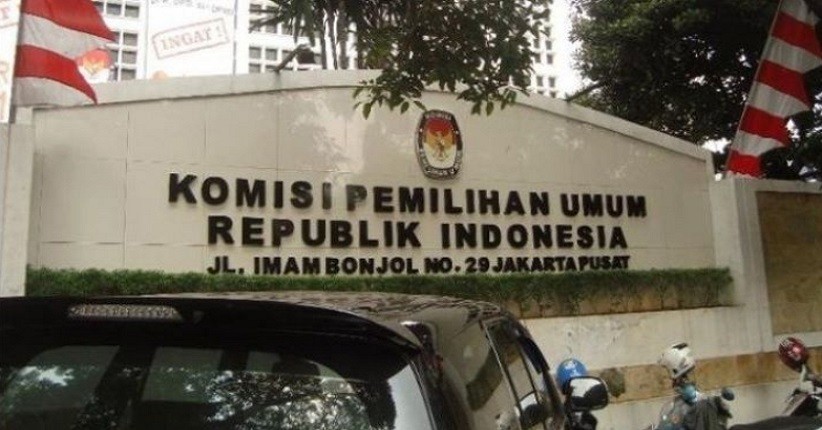 INGAT!
KOMISI PEMILIHAN UMUM
REPUBLIK INDONESIA
JL. IMAM BONJOL NO. 29 JAKARTA PUSAT